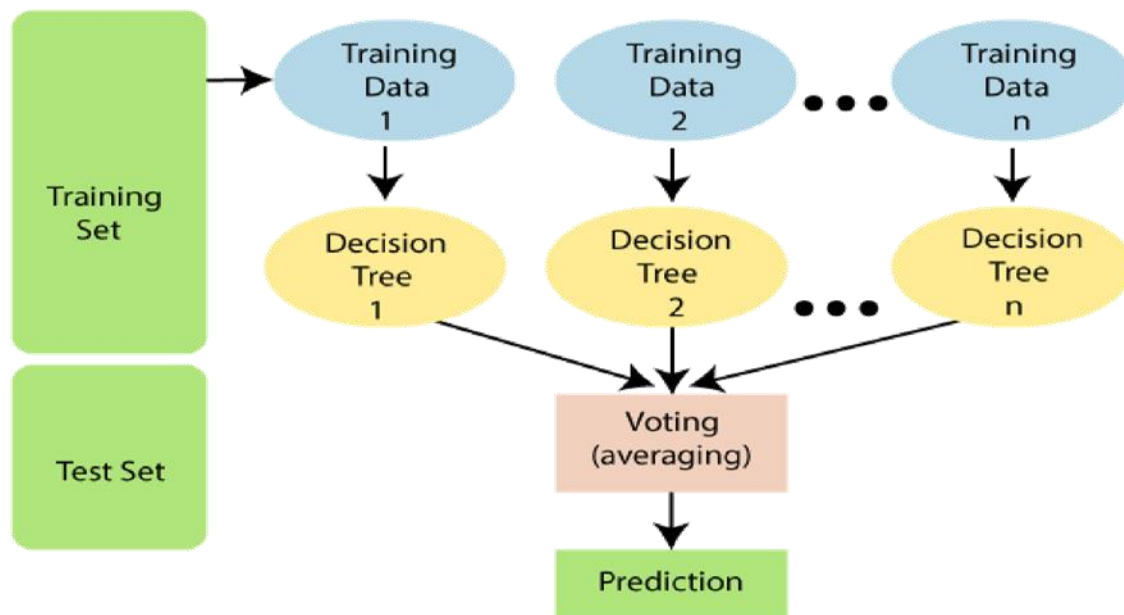 Training
Data
1
Training
Data
2
Training
Data
n
Training
Set
Decision
Tree
1
Decision
Tree
2
Decision
Tree
n
Test Set
Voting
(averaging)
Prediction